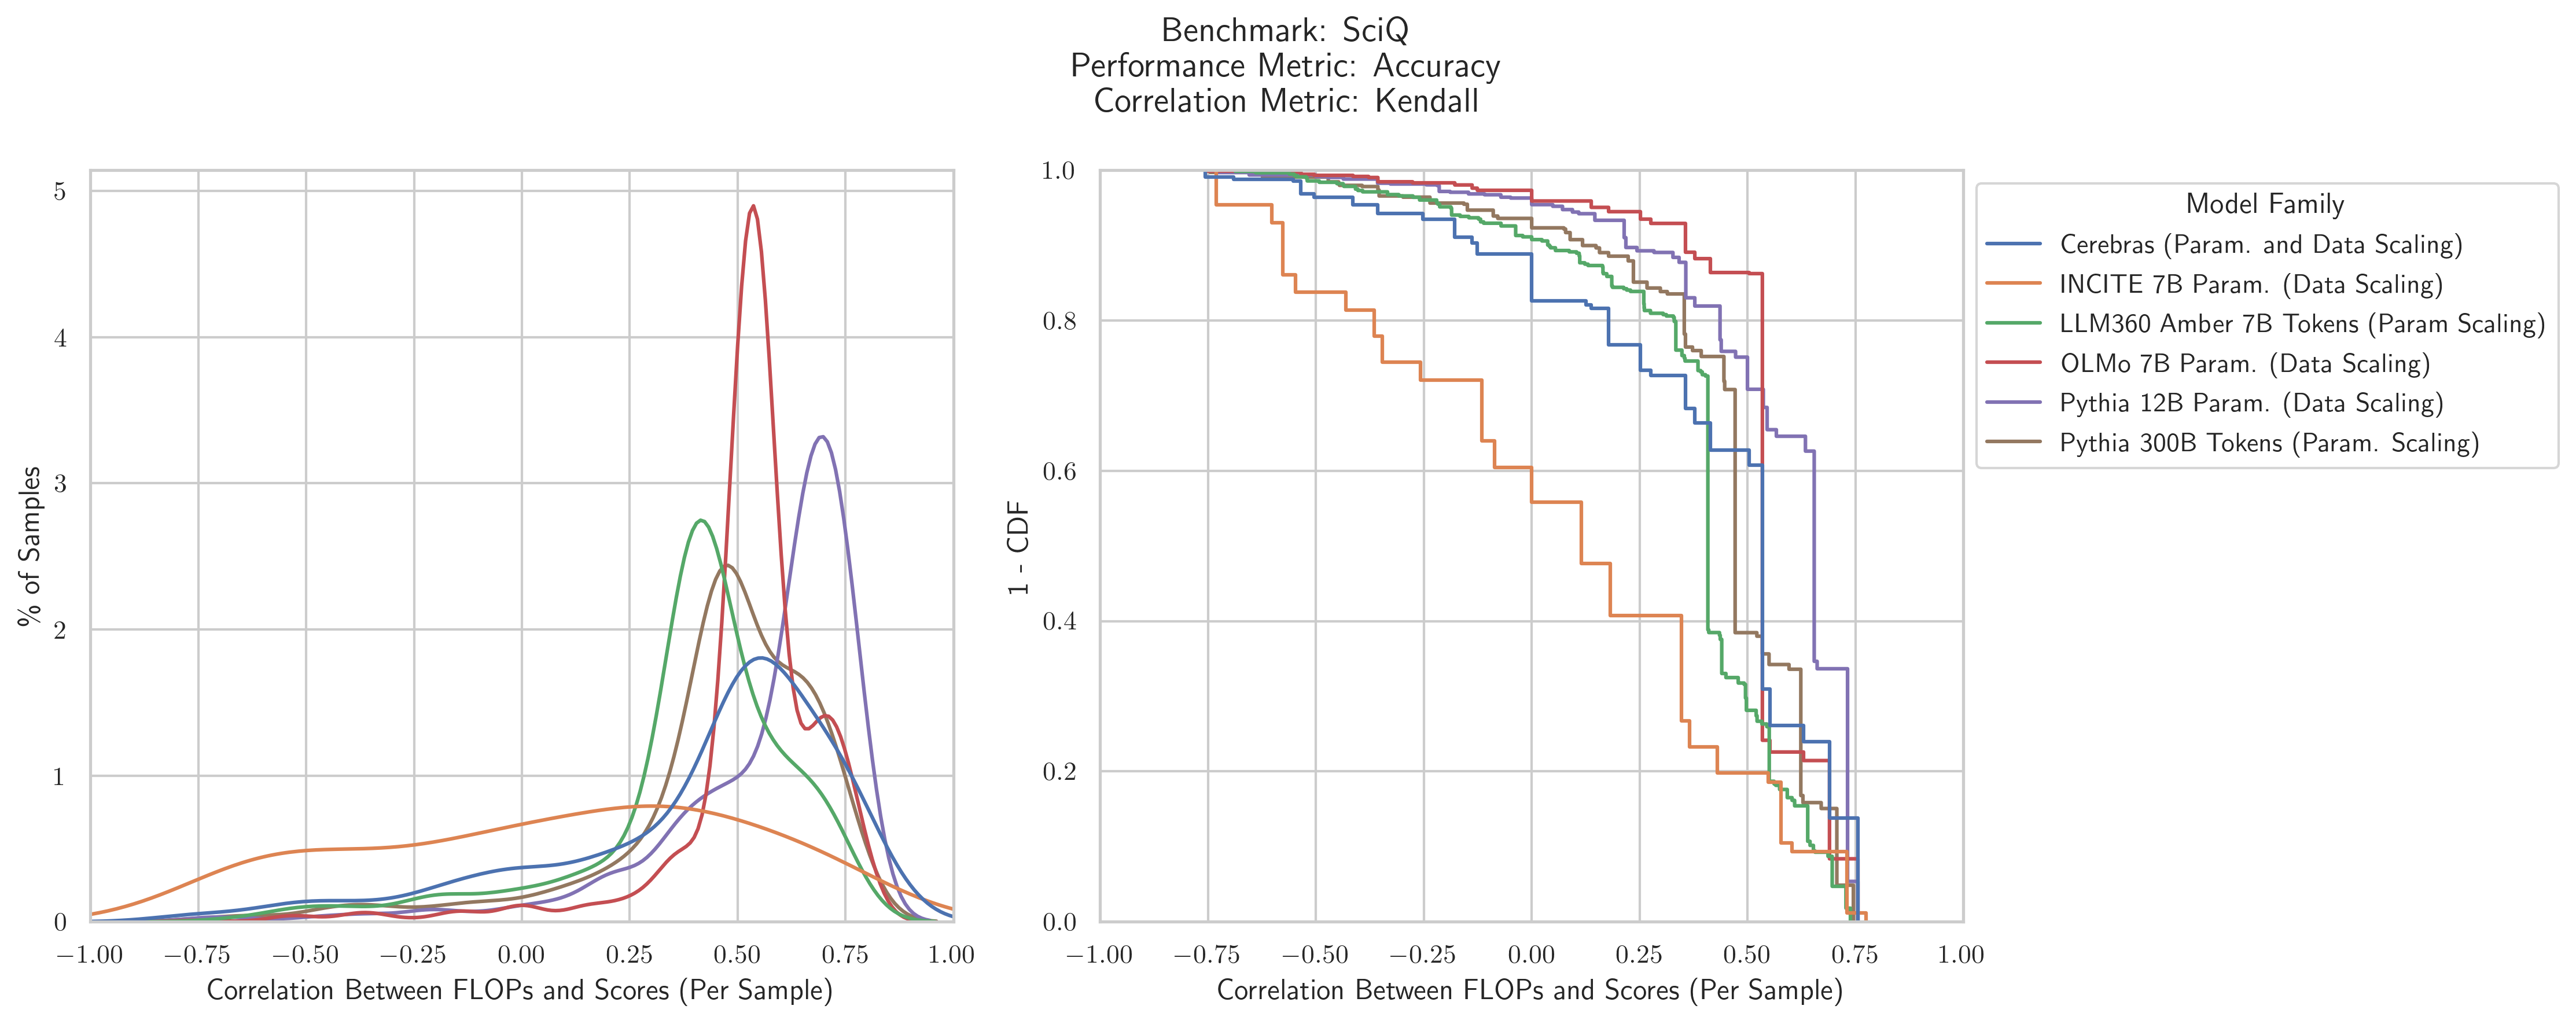 Benchmark: SciQ
Performance Metric: Accuracy
Correlation Metric: Kendall
% of Samples
5
4
3
2
1
0
−1.00 −0.75 −0.50 −0.25 0.00 0.25 0.50 0.75 1.00
Correlation Between FLOPs and Scores (Per Sample)
1 - CDF
1.0
0.8
0.6
0.4
0.2
0.0
−1.00 −0.75 −0.50 −0.25 0.00 0.25 0.50 0.75 1.00
Correlation Between FLOPs and Scores (Per Sample)
Model Family
Cerebras (Param. and Data Scaling)
INCITE 7B Param. (Data Scaling)
LLM360 Amber 7B Tokens (Param Scaling)
OLMo 7B Param. (Data Scaling)
Pythia 12B Param. (Data Scaling)
Pythia 300B Tokens (Param. Scaling)